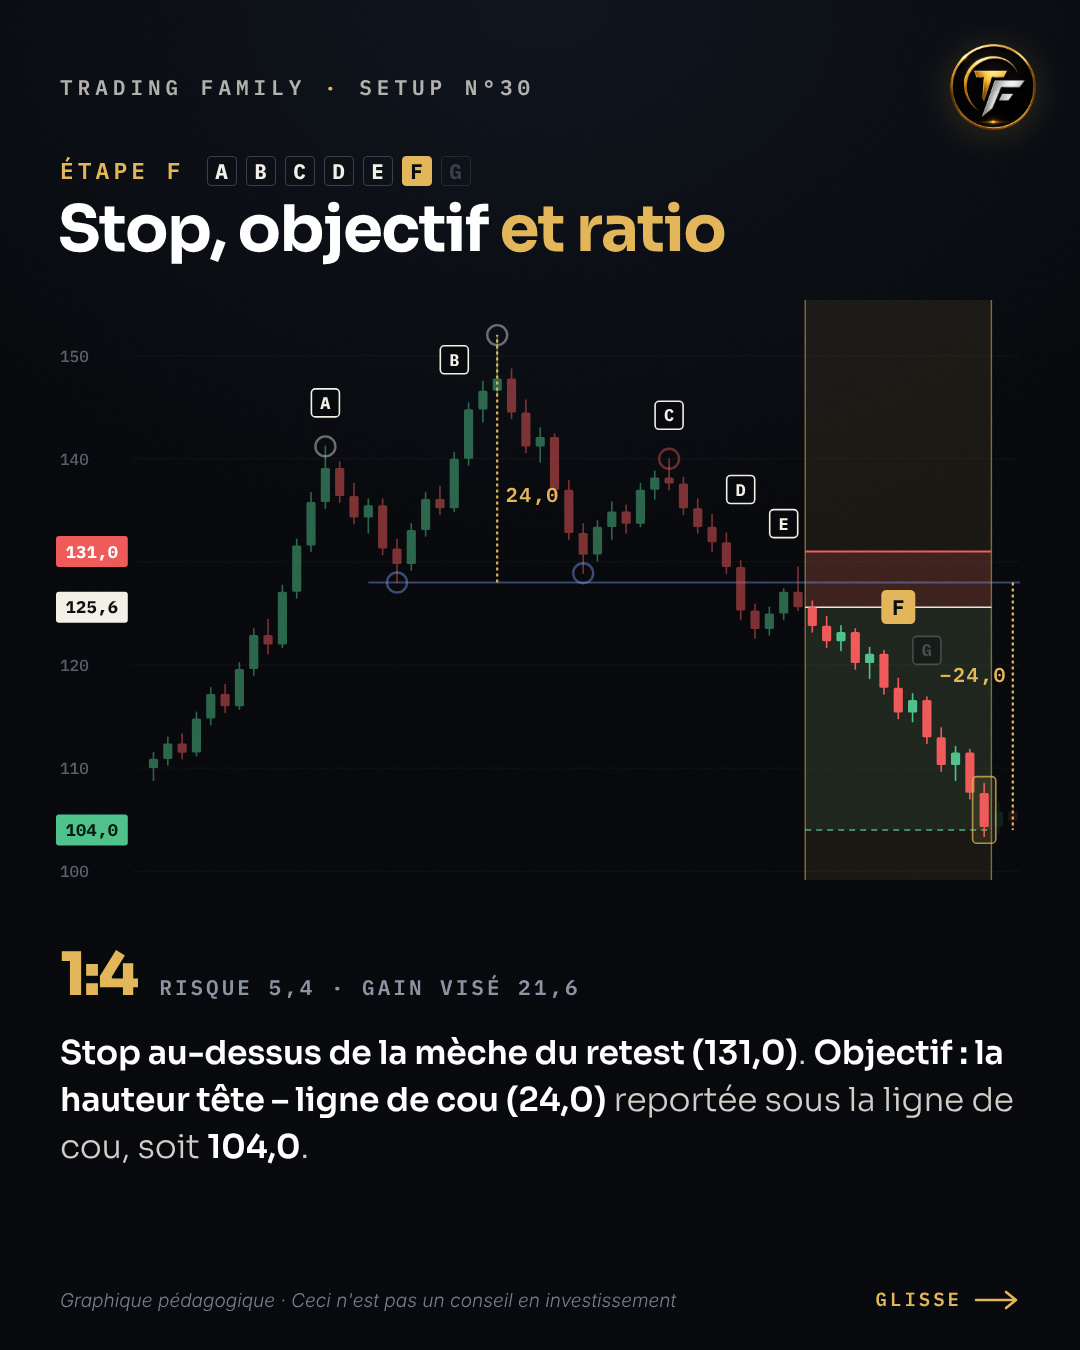 TRADING FAMILY · SETUP N°30
TF
ÉTAPE F A B C D E F G
Stop, objectif et ratio
150
B
A
C
140
24,0
D
E
131,0
125,6
F
G
120
-24,0
110
104,0
100
1:4 RISQUE 5,4 · GAIN VISÉ 21,6
Stop au-dessus de la mèche du retest (131,0). Objectif : la
hauteur tête – ligne de cou (24,0) reportée sous la ligne de
cou, soit 104,0.
Graphique pédagogique · Ceci n'est pas un conseil en investissement
GLISSE →